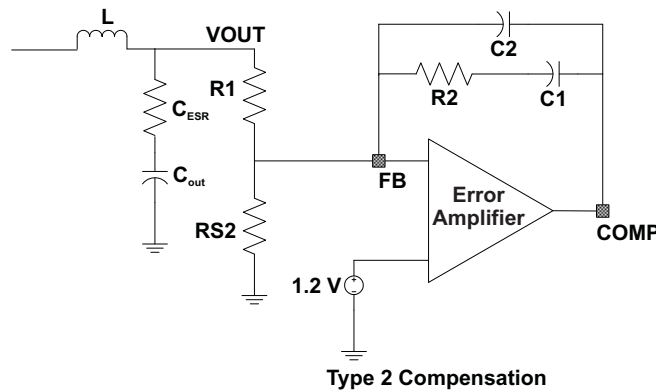 L
VOUT
C2
R1
R2
C1
CESR
FB
Error
Amplifier
Cout
RS2
COMP
1.2 V
+
-
Type 2 Compensation